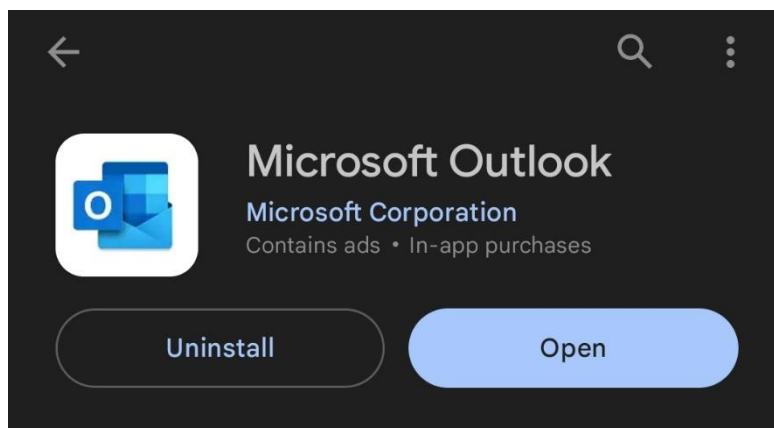 Microsoft Outlook
O
Microsoft Corporation
Contains ads • In-app purchases
Uninstall
Open